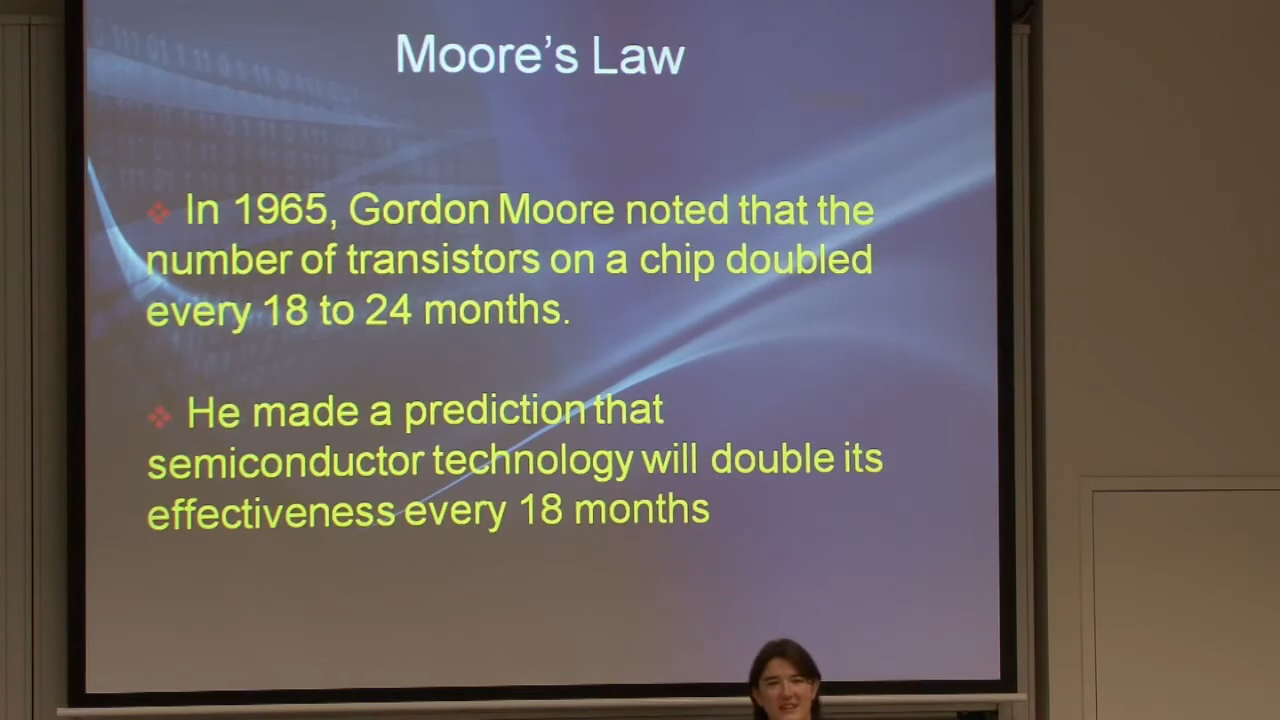 Moore's Law
In 1965, Gordon Moore noted that the
number of transistors on a chip doubled
every 18 to 24 months.
He made a prediction that
semiconductor technology will double its
effectiveness every 18 months